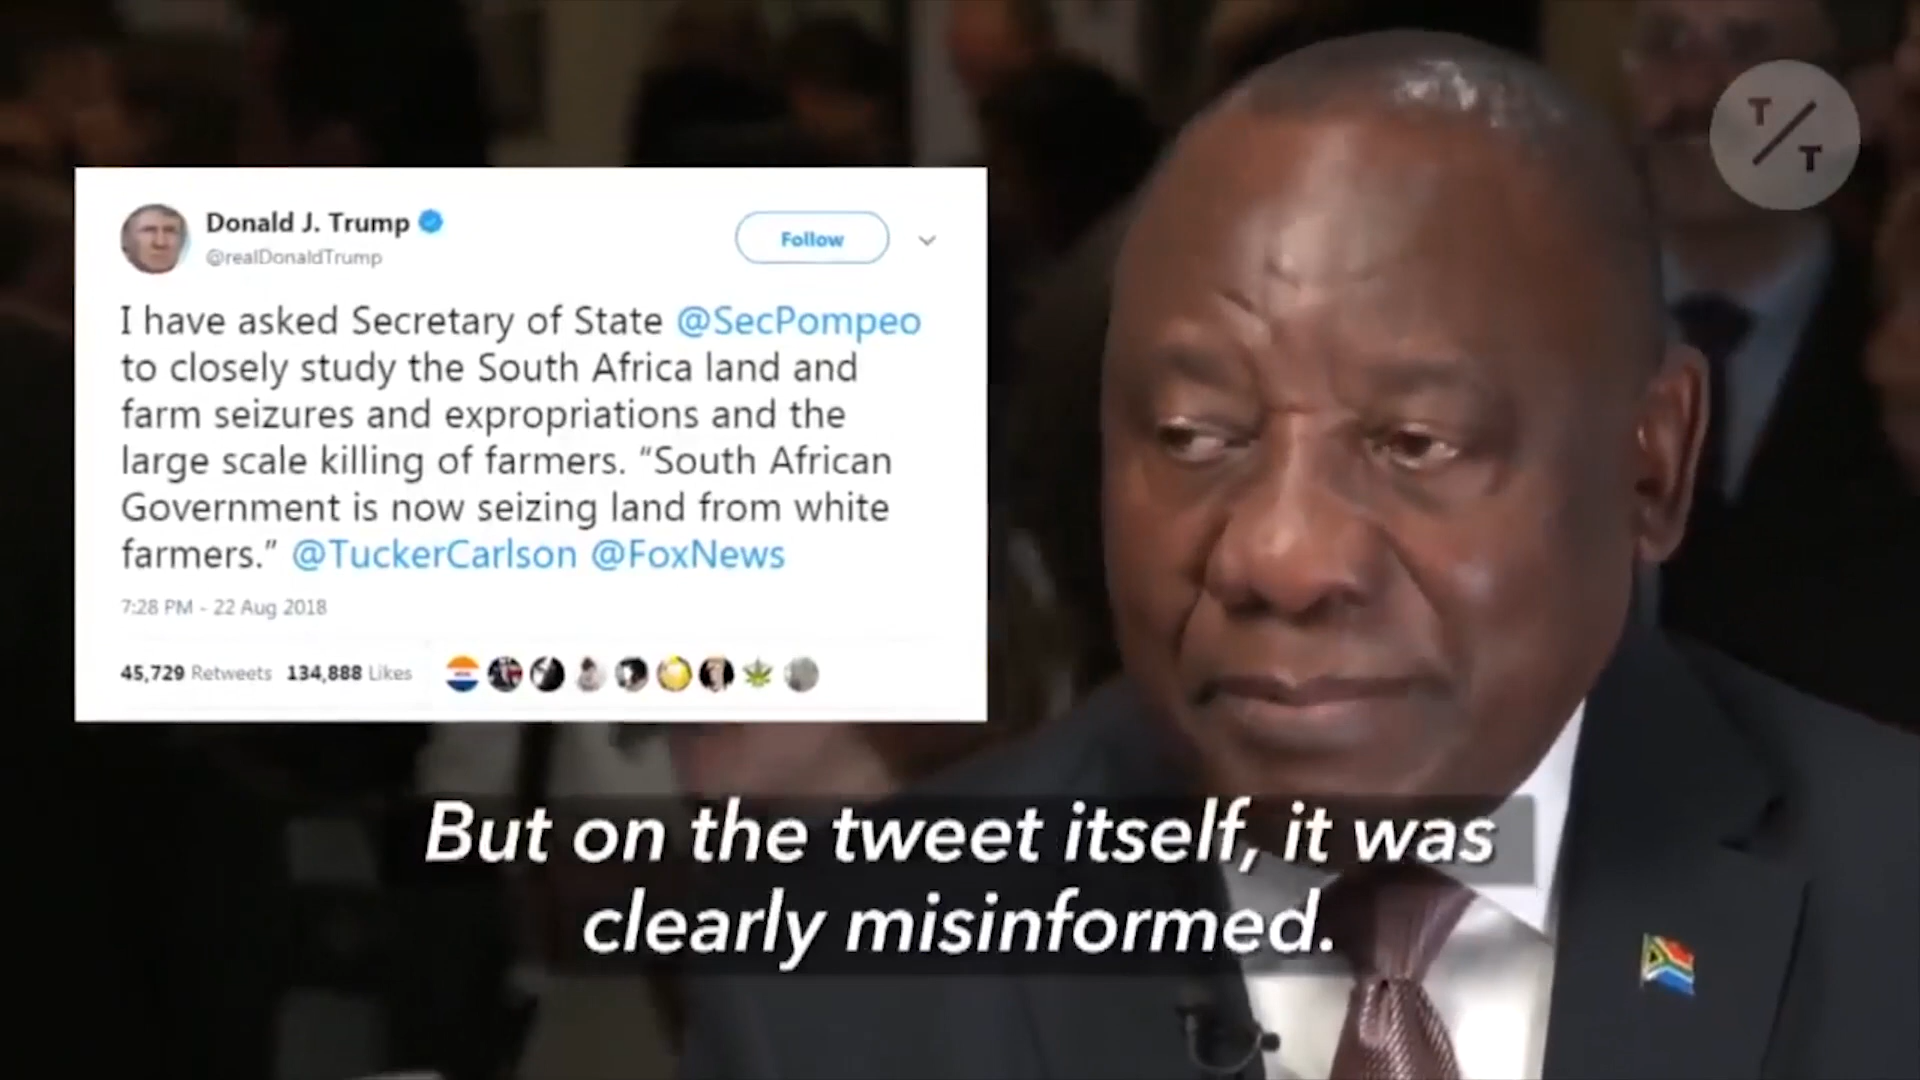 T/T
Donald J. Trump
@realDonaldTrump
Follow
I have asked Secretary of State @SecPompeo
to closely study the South Africa land and
farm seizures and expropriations and the
large scale killing of farmers. “South African
Government is now seizing land from white
farmers.” @TuckerCarlson @FoxNews
7:28 PM - 22 Aug 2018
45,729 Retweets 134,888 Likes
But on the tweet itself, it was
clearly misinformed.